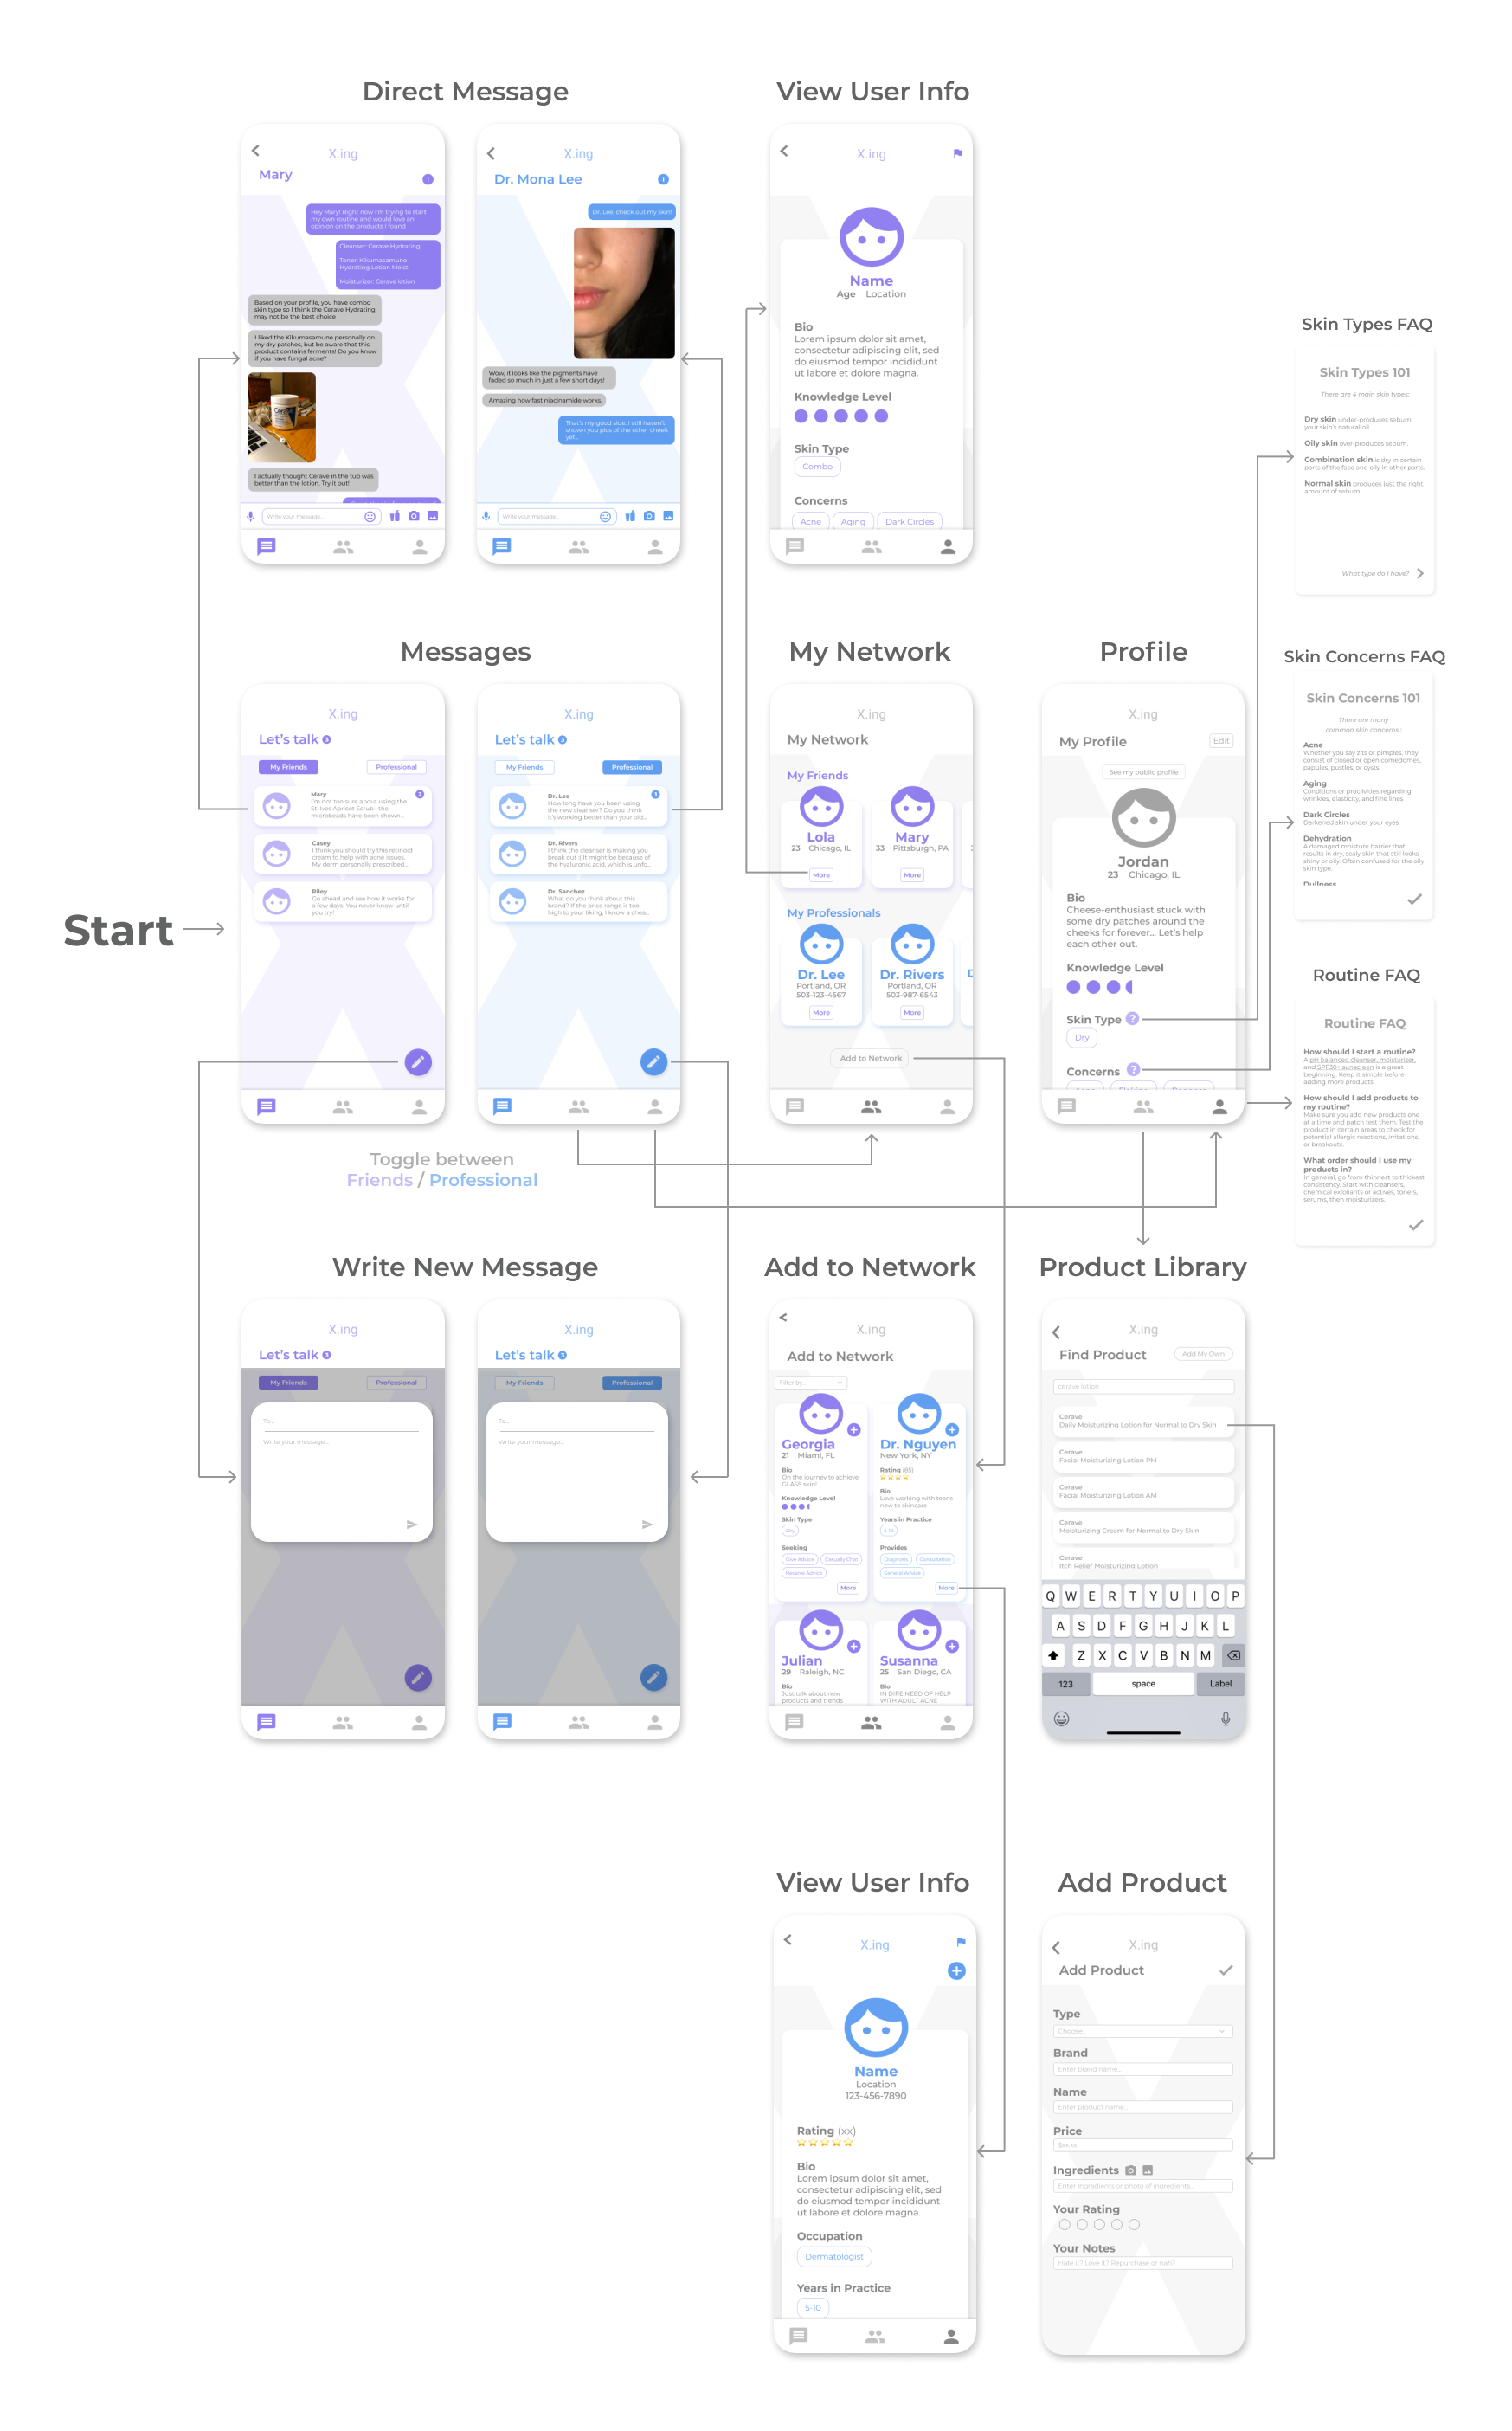 Direct Message
View User Info
X.ing
Mary
Hey Mary! Right now I'm trying to start
my own routine and would love an
opinion on the products I found
Cleanser: Cerave Hydrating
Toner: Kikumasamune
Hydrating Lotion Moist
Moisturizer: Cerave lotion
Based on your profile, you have combo
skin type so I think the Cerave Hydrating
may not be the best choice
I liked the Kikumasamune personally on
my dry patches, but be aware that this
product contains ferments! Do you know
if you have fungal acne?
I actually thought Cerave in the tub was
better than the lotion. Try it out!
Write your message...
X.ing
Dr. Mona Lee
Dr. Lee, check out my skin!
Wow, it looks like the pigments have
faded so much in just a few short days!
Amazing how fast niacinamide works.
That's my good side. I still haven't
shown you pics of the other cheek
yet...
Write your message...
X.ing
Name
Age Location
Bio
Lorem ipsum dolor sit amet,
consectetur adipiscing elit, sed
do eiusmod tempor incididunt
ut labore et dolore magna.
Knowledge Level
Skin Type
Combo
Concerns
Acne Aging Dark Circles
Skin Types FAQ
Skin Types 101
There are 4 main skin types:
Dry skin under-produces sebum,
your skin's natural oil.
Oily skin over-produces sebum.
Combination skin is dry in certain
parts of the face and oily in other parts.
Normal skin produces just the right
amount of sebum.
What type do I have?
Messages
My Network
Profile
X.ing
Let's talk 3
My Friends Professional
Mary 3
I'm not too sure about using the
St. Ives Apricot Scrub--the
microbeads have been shown...
Casey
I think you should try this retinoid
cream to help with acne issues.
My derm personally prescribed...
Riley
Go ahead and see how it works for
a few days. You never know until
you try!
X.ing
Let's talk 3
My Friends Professional
Dr. Lee 1
How long have you been using
the new cleanser? Do you think
it's working better than your old...
Dr. Rivers
I think the cleanser is making you
break out :( It might be because of
the hyaluronic acid, which is unfo...
Dr. Sanchez
What do you think about this
brand? If the price range is too
high to your liking, I know a chea...
X.ing
My Network
My Friends
Lola
23 Chicago, IL
More
Mary
33 Pittsburgh, PA
More
My Professionals
Dr. Lee
Portland, OR
503-123-4567
More
Dr. Rivers
Portland, OR
503-987-6543
More
D
Add to Network
X.ing
My Profile Edit
See my public profile
Jordan
23 Chicago, IL
Bio
Cheese-enthusiast stuck with
some dry patches around the
cheeks for forever... Let's help
each other out.
Knowledge Level
Skin Type ?
Dry
Concerns ?
Skin Concerns FAQ
Skin Concerns 101
There are many
common skin concerns :
Acne
Whether you say zits or pimples, they
consist of closed or open comedomes,
papules, pustles, or cysts
Aging
Conditions or proclivities regarding
wrinkles, elasticity, and fine lines
Dark Circles
Darkened skin under your eyes
Dehydration
A damaged moisture barrier that
results in dry, scaly skin that still looks
shiny or oily. Often confused for the oily
skin type.
Dullness
Start
Routine FAQ
Routine FAQ
How should I start a routine?
A pH balanced cleanser, moisturizer,
and SPF30+ sunscreen is a great
beginning. Keep it simple before
adding more products!
How should I add products to
my routine?
Make sure you add new products one
at a time and patch test them. Test the
product in certain areas to check for
potential allergic reactions, irritations,
or breakouts.
What order should I use my
products in?
In general, go from thinnest to thickest
consistency. Start with cleansers,
chemical exfoliants or actives, toners,
serums, then moisturizers.
Toggle between
Friends / Professional
Write New Message
Add to Network
Product Library
X.ing
Let's talk 3
My Friends Professional
To...
Write your message...
X.ing
Let's talk 3
My Friends Professional
To...
Write your message...
X.ing
Add to Network
Filter by...
Georgia
21 Miami, FL
Bio
On the journey to achieve
GLASS skin!
Knowledge Level
Skin Type
Dry
Seeking
Give Advice Casually Chat
Receive Advice
More
Dr. Nguyen
New York, NY
Rating (65)
Bio
Love working with teens
new to skincare
Years in Practice
5-10
Provides
Diagnosis Consultation
General Advice
More
Julian
29 Raleigh, NC
Bio
Just talk about new
products and trends
Susanna
25 San Diego, CA
Bio
IN DIRE NEED OF HELP
WITH ADULT ACNE
X.ing
Find Product Add My Own
cerave lotion
Cerave
Daily Moisturizing Lotion for Normal to Dry Skin
Cerave
Facial Moisturizing Lotion PM
Cerave
Facial Moisturizing Lotion AM
Cerave
Moisturizing Cream for Normal to Dry Skin
Cerave
Itch Relief Moisturizing Lotion
Q W E R T Y U I O P
A S D F G H J K L
Z X C V B N M
123 space Label
View User Info
Add Product
X.ing
Name
Location
123-456-7890
Rating (xx)
Bio
Lorem ipsum dolor sit amet,
consectetur adipiscing elit, sed
do eiusmod tempor incididunt
ut labore et dolore magna.
Occupation
Dermatologist
Years in Practice
5-10
X.ing
Add Product
Type
Choose...
Brand
Enter brand name...
Name
Enter product name...
Price
$xx.xx
Ingredients
Enter ingredients or photo of ingredients...
Your Rating
Your Notes
Hate it? Love it? Repurchase or nah?